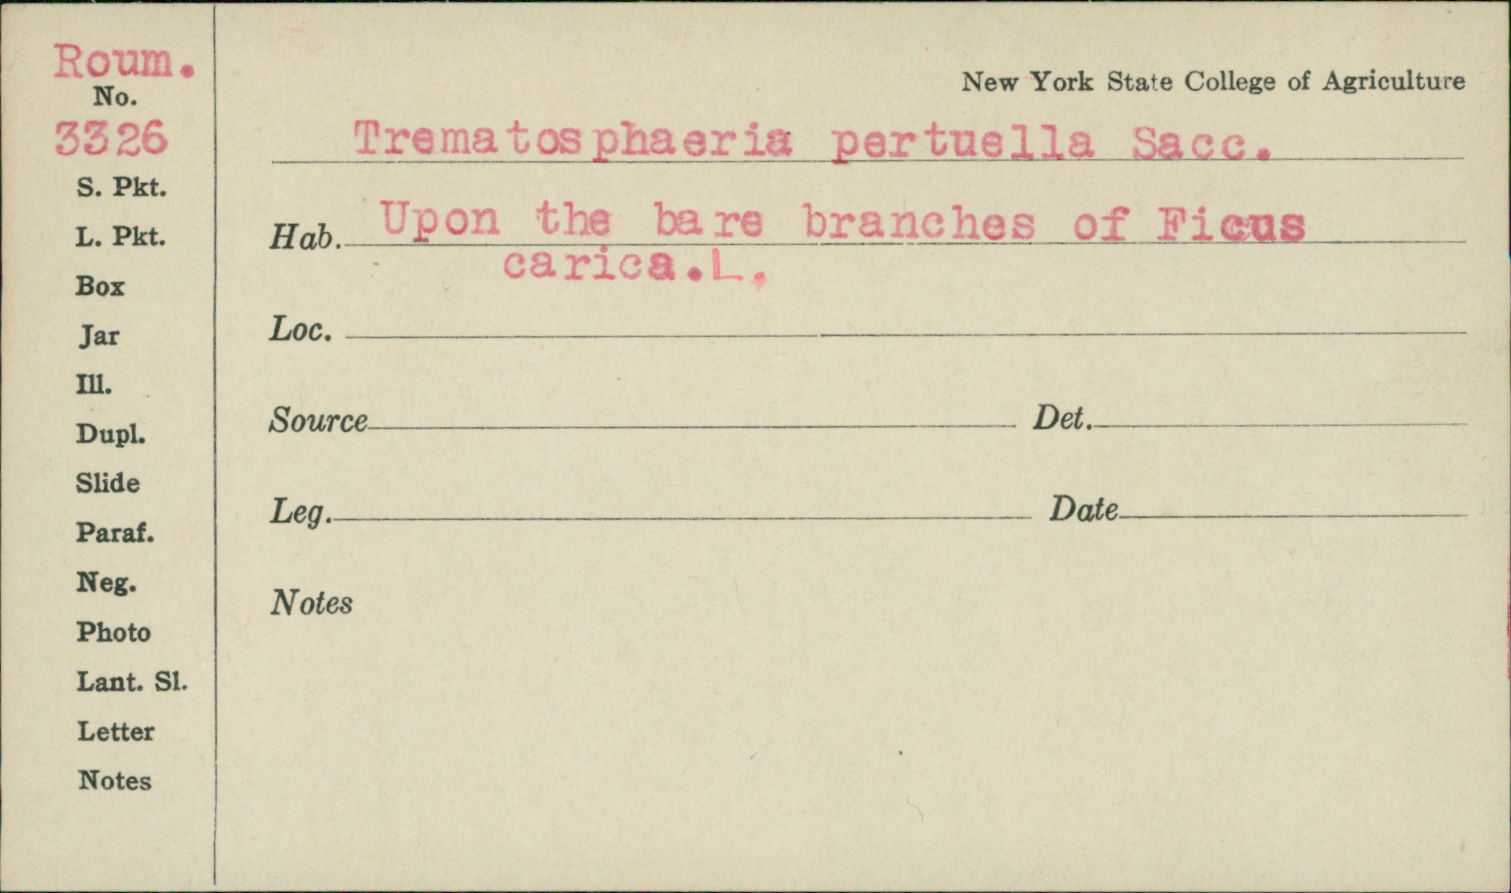 Roum.
No.
3326
S. Pkt.
L. Pkt.
Box
Jar
Ill.
Dupl.
Slide
Paraf.
Neg.
Photo
Lant. Sl.
Letter
Notes
New York State College of Agriculture
Trematosphaeria pertuella Sacc.
Hab. Upon the bare branches of Ficus
carica.L.
Loc.
Source Det.
Leg. Date
Notes